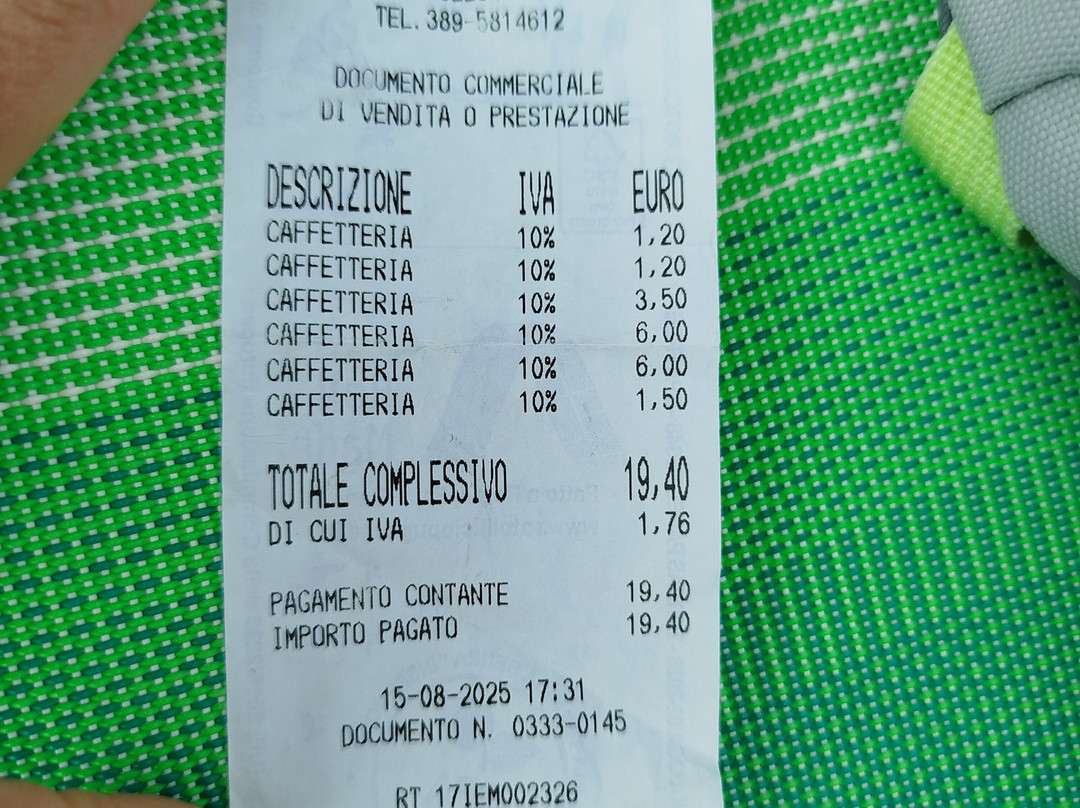 TEL. 389-5814612
DOCUMENTO COMMERCIALE
DI VENDITA O PRESTAZIONE
DESCRIZIONE IVA EURO
CAFFETTERIA 10% 1,20
CAFFETTERIA 10% 1,20
CAFFETTERIA 10% 3,50
CAFFETTERIA 10% 6,00
CAFFETTERIA 10% 6,00
CAFFETTERIA 10% 1,50
TOTALE COMPLESSIVO 19,40
DI CUI IVA 1,76
PAGAMENTO CONTANTE 19,40
IMPORTO PAGATO 19,40
15-08-2025 17:31
DOCUMENTO N. 0333-0145
RT 17IEM002326